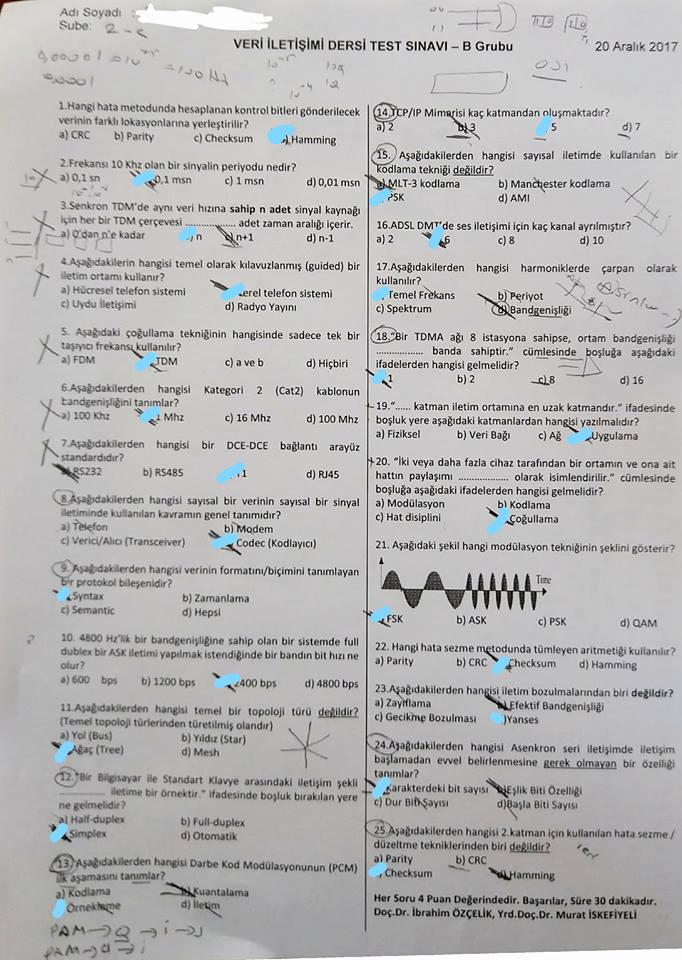 Adı Soyadı :
Şube: 2-c
VERİ İLETİŞİMİ DERSİ TEST SINAVI – B Grubu
20 Aralık 2017
1.Hangi hata metodunda hesaplanan kontrol bitleri gönderilecek
verinin farklı lokasyonlarına yerleştirilir?
a) CRC b) Parity c) Checksum Hamming
2.Frekansı 10 Khz olan bir sinyalin periyodu nedir?
a) 0,1 sn 0,1 msn c) 1 msn d) 0,01 msn
3.Senkron TDM'de aynı veri hızına sahip n adet sinyal kaynağı
için her bir TDM çerçevesi .................. adet zaman aralığı içerir.
a) 0'dan n'e kadar ) n n+1 d) n-1
4.Aşağıdakilerin hangisi temel olarak kılavuzlanmış (guided) bir
iletim ortamı kullanır?
a) Hücresel telefon sistemi erel telefon sistemi
c) Uydu İletişimi d) Radyo Yayını
5. Aşağıdaki çoğullama tekniğinin hangisinde sadece tek bir
taşıyıcı frekansı kullanılır?
a) FDM TDM c) a ve b d) Hiçbiri
6.Aşağıdakilerden hangisi Kategori 2 (Cat2) kablonun
bandgenişliğini tanımlar?
a) 100 Khz Mhz c) 16 Mhz d) 100 Mhz
7.Aşağıdakilerden hangisi bir DCE-DCE bağlantı arayüz
standardıdır?
RS232 b) RS485 1 d) RJ45
8.Aşağıdakilerden hangisi sayısal bir verinin sayısal bir sinyal
iletiminde kullanılan kavramın genel tanımıdır?
a) Telefon b) Modem
c) Verici/Alıcı (Transceiver) Codec (Kodlayıcı)
9. Aşağıdakilerden hangisi verinin formatını/biçimini tanımlayan
bir protokol bileşenidir?
Syntax b) Zamanlama
c) Semantic d) Hepsi
10. 4800 Hz'lik bir bandgenişliğine sahip olan bir sistemde full
dublex bir ASK iletimi yapılmak istendiğinde bir bandın bit hızı ne
olur?
a) 600 bps b) 1200 bps 2400 bps d) 4800 bps
11.Aşağıdakilerden hangisi temel bir topoloji türü değildir?
(Temel topoloji türlerinden türetilmiş olandır)
a) Yol (Bus) b) Yıldız (Star)
Ağaç (Tree) d) Mesh
12."Bir Bilgisayar ile Standart Klavye arasındaki iletişim şekli
.................. iletime bir örnektir." ifadesinde boşluk bırakılan yere
ne gelmelidir?
a) Half-duplex b) Full-duplex
Simplex d) Otomatik
13.Aşağıdakilerden hangisi Darbe Kod Modülasyonunun (PCM)
ilk aşamasını tanımlar?
a) Kodlama Kuantalama
Örnekleme d) İletim
14.TCP/IP Mimarisi kaç katmandan oluşmaktadır?
a) 2 b) 3 5 d) 7
15. Aşağıdakilerden hangisi sayısal iletimde kullanılan bir
kodlama tekniği değildir?
a) MLT-3 kodlama b) Manchester kodlama
PSK d) AMI
16.ADSL DMT'de ses iletişimi için kaç kanal ayrılmıştır?
a) 2 6 c) 8 d) 10
17.Aşağıdakilerden hangisi harmoniklerde çarpan olarak
kullanılır?
Temel Frekans b) Periyot
c) Spektrum d) Bandgenişliği
18."Bir TDMA ağı 8 istasyona sahipse, ortam bandgenişliği
.................. banda sahiptir." cümlesinde boşluğa aşağıdaki
ifadelerden hangisi gelmelidir?
1 b) 2 c) 8 d) 16
19."...... katman iletim ortamına en uzak katmandır." ifadesinde
boşluk yere aşağıdaki katmanlardan hangisi yazılmalıdır?
a) Fiziksel b) Veri Bağı c) Ağ Uygulama
20. "İki veya daha fazla cihaz tarafından bir ortamın ve ona ait
hattın paylaşımı .................. olarak isimlendirilir." cümlesinde
boşluğa aşağıdaki ifadelerden hangisi gelmelidir?
a) Modülasyon b) Kodlama
c) Hat disiplini Çoğullama
21. Aşağıdaki şekil hangi modülasyon tekniğinin şeklini gösterir?
Time
FSK b) ASK c) PSK d) QAM
22. Hangi hata sezme metodunda tümleyen aritmetiği kullanılır?
a) Parity b) CRC Checksum d) Hamming
23.Aşağıdakilerden hangisi iletim bozulmalarından biri değildir?
a) Zayıflama b) Efektif Bandgenişliği
c) Gecikme Bozulması )Yanses
24.Aşağıdakilerden hangisi Asenkron seri iletişimde iletişim
başlamadan evvel belirlenmesine gerek olmayan bir özelliği
tanımlar?
Karakterdeki bit sayısı b)Eşlik Biti Özelliği
c) Dur Biti Sayısı d)Başla Biti Sayısı
25.Aşağıdakilerden hangisi 2.katman için kullanılan hata sezme /
düzeltme tekniklerinden biri değildir?
a) Parity b) CRC
Checksum d) Hamming
Her Soru 4 Puan Değerindedir. Başarılar, Süre 30 dakikadır.
Doç.Dr. İbrahim ÖZÇELİK, Yrd.Doç.Dr. Murat İSKEFİYELİ